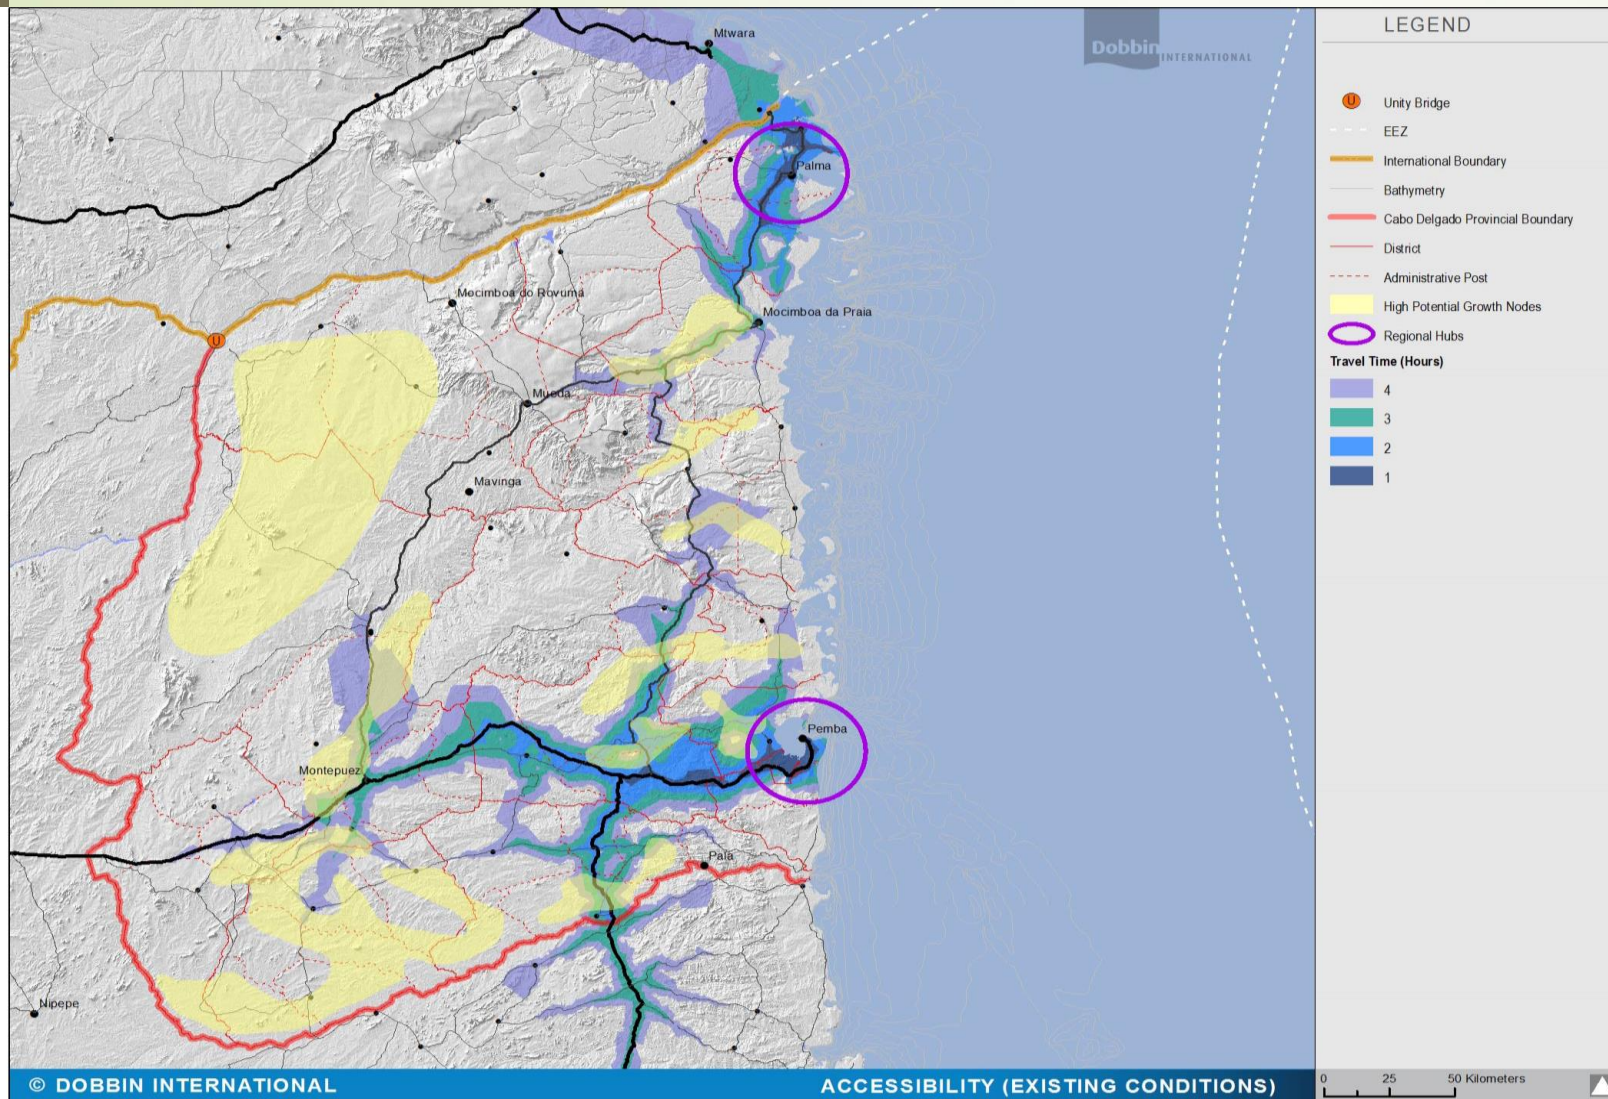 Mtwara
Dobbin
INTERNATIONAL
Palma
Mocimboa do Rovuma
Mocimboa da Praia
U
Mueda
Mavinga
Pemba
Montepuez
Pala
Nipepe
© DOBBIN INTERNATIONAL
ACCESSIBILITY (EXISTING CONDITIONS)
LEGEND
U Unity Bridge
EEZ
International Boundary
Bathymetry
Cabo Delgado Provincial Boundary
District
Administrative Post
High Potential Growth Nodes
Regional Hubs
Travel Time (Hours)
4
3
2
1
0 25 50 Kilometers